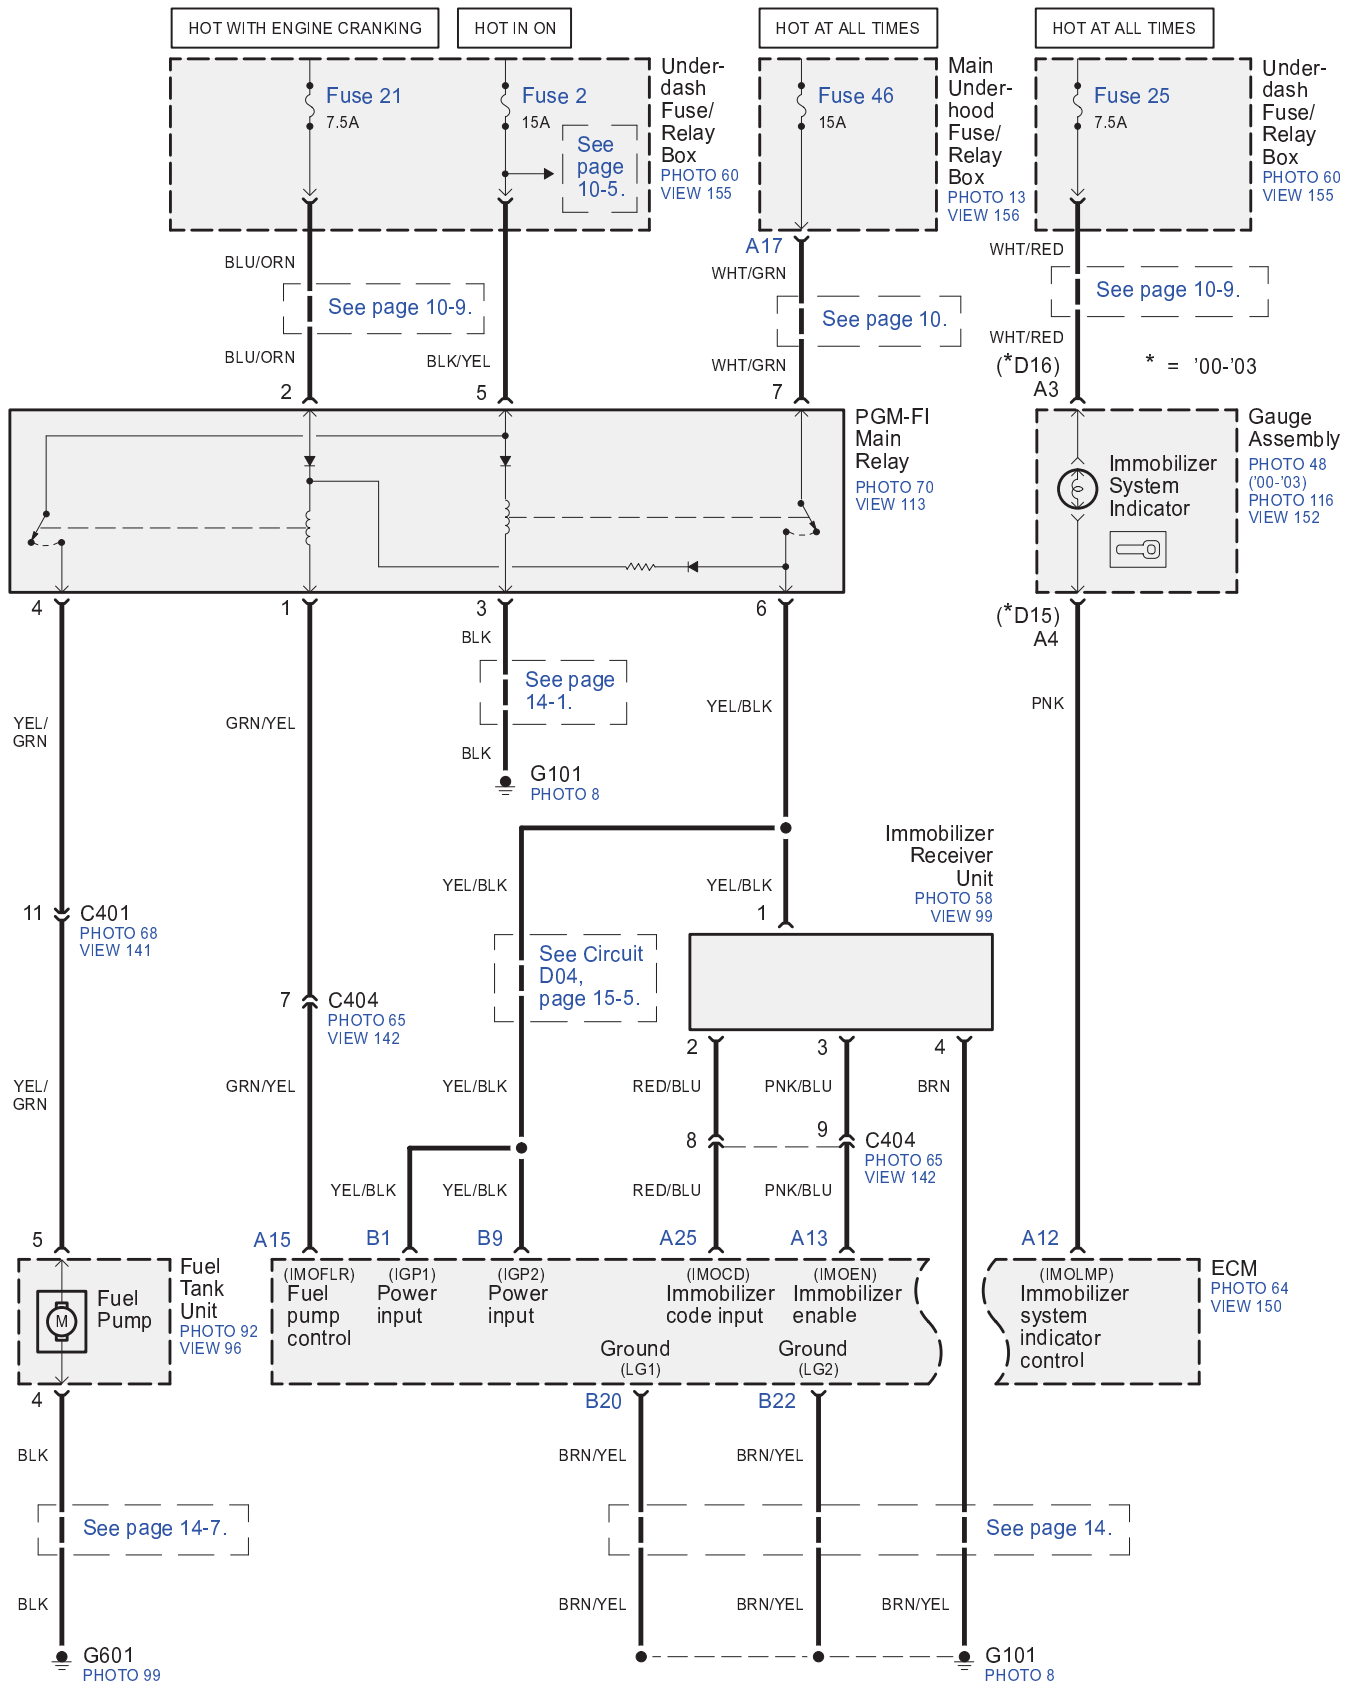 HOT WITH ENGINE CRANKING
HOT IN ON
HOT AT ALL TIMES
HOT AT ALL TIMES
Fuse 21
7.5A
Fuse 2
15A
See
page
10-5.
Under-
dash
Fuse/
Relay
Box
PHOTO 60
VIEW 155
Fuse 46
15A
Main
Under-
hood
Fuse/
Relay
Box
PHOTO 13
VIEW 156
Fuse 25
7.5A
Under-
dash
Fuse/
Relay
Box
PHOTO 60
VIEW 155
A17
BLU/ORN
WHT/GRN
WHT/RED
See page 10-9.
See page 10.
See page 10-9.
BLU/ORN
BLK/YEL
WHT/GRN
WHT/RED
(*D16)
A3
* = ’00-’03
2
5
7
PGM-FI
Main
Relay
PHOTO 70
VIEW 113
Immobilizer
System
Indicator
Gauge
Assembly
PHOTO 48
(’00-’03)
PHOTO 116
VIEW 152
4
1
3
6
(*D15)
A4
BLK
See page
14-1.
BLK
G101
PHOTO 8
YEL/
GRN
GRN/YEL
YEL/BLK
PNK
Immobilizer
Receiver
Unit
PHOTO 58
VIEW 99
YEL/BLK
YEL/BLK
1
11
C401
PHOTO 68
VIEW 141
See Circuit
D04,
page 15-5.
7
C404
PHOTO 65
VIEW 142
2
3
4
YEL/
GRN
GRN/YEL
YEL/BLK
RED/BLU
PNK/BLU
BRN
8
9
C404
PHOTO 65
VIEW 142
YEL/BLK
YEL/BLK
RED/BLU
PNK/BLU
5
A15
B1
B9
A25
A13
A12
Fuel
Pump
M
Fuel
Tank
Unit
PHOTO 92
VIEW 96
(IMOFLR)
Fuel
pump
control
(IGP1)
Power
input
(IGP2)
Power
input
(IMOCD)
Immobilizer
code input
(IMOEN)
Immobilizer
enable
(IMOLMP)
Immobilizer
system
indicator
control
ECM
PHOTO 64
VIEW 150
Ground
(LG1)
Ground
(LG2)
4
B20
B22
BLK
BRN/YEL
BRN/YEL
See page 14-7.
See page 14.
BLK
BRN/YEL
BRN/YEL
BRN/YEL
G601
PHOTO 99
G101
PHOTO 8